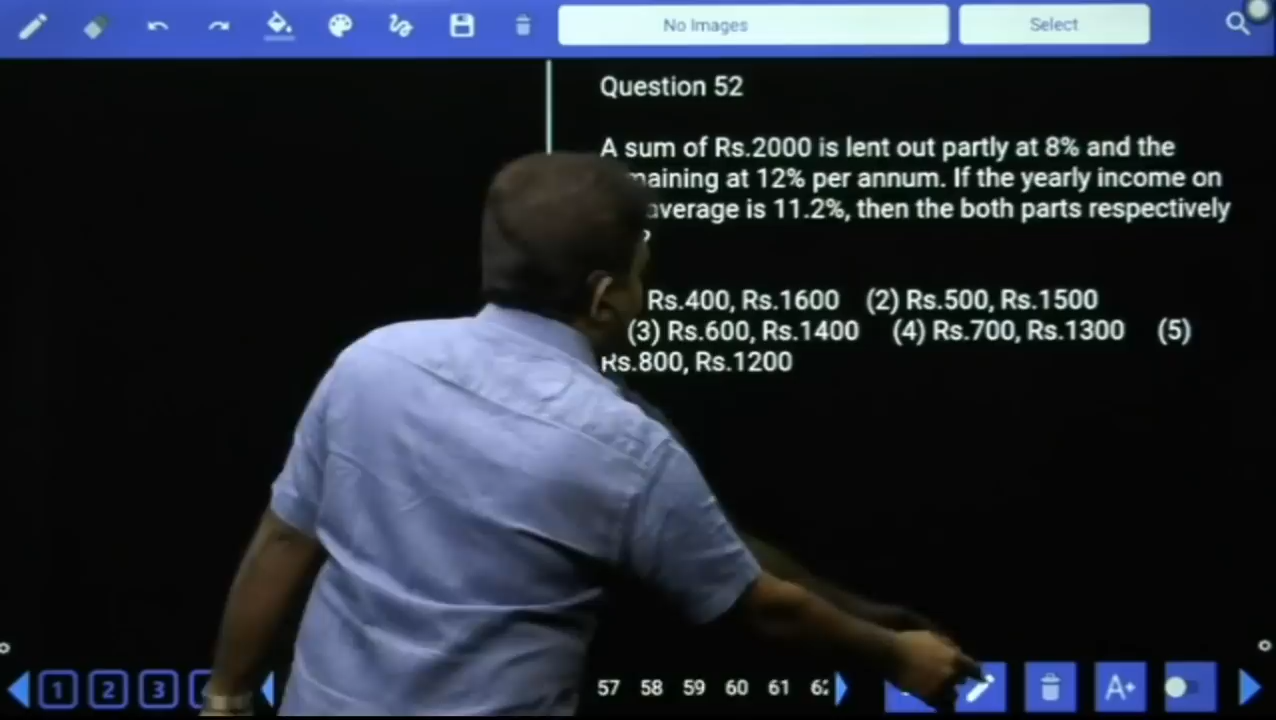 No Images
Select
Question 52
A sum of Rs.2000 is lent out partly at 8% and the
maining at 12% per annum. If the yearly income on
average is 11.2%, then the both parts respectively
?
Rs.400, Rs.1600 (2) Rs.500, Rs.1500
(3) Rs.600, Rs.1400 (4) Rs.700, Rs.1300 (5)
Rs.800, Rs.1200
1 2 3 57 58 59 60 61 A+